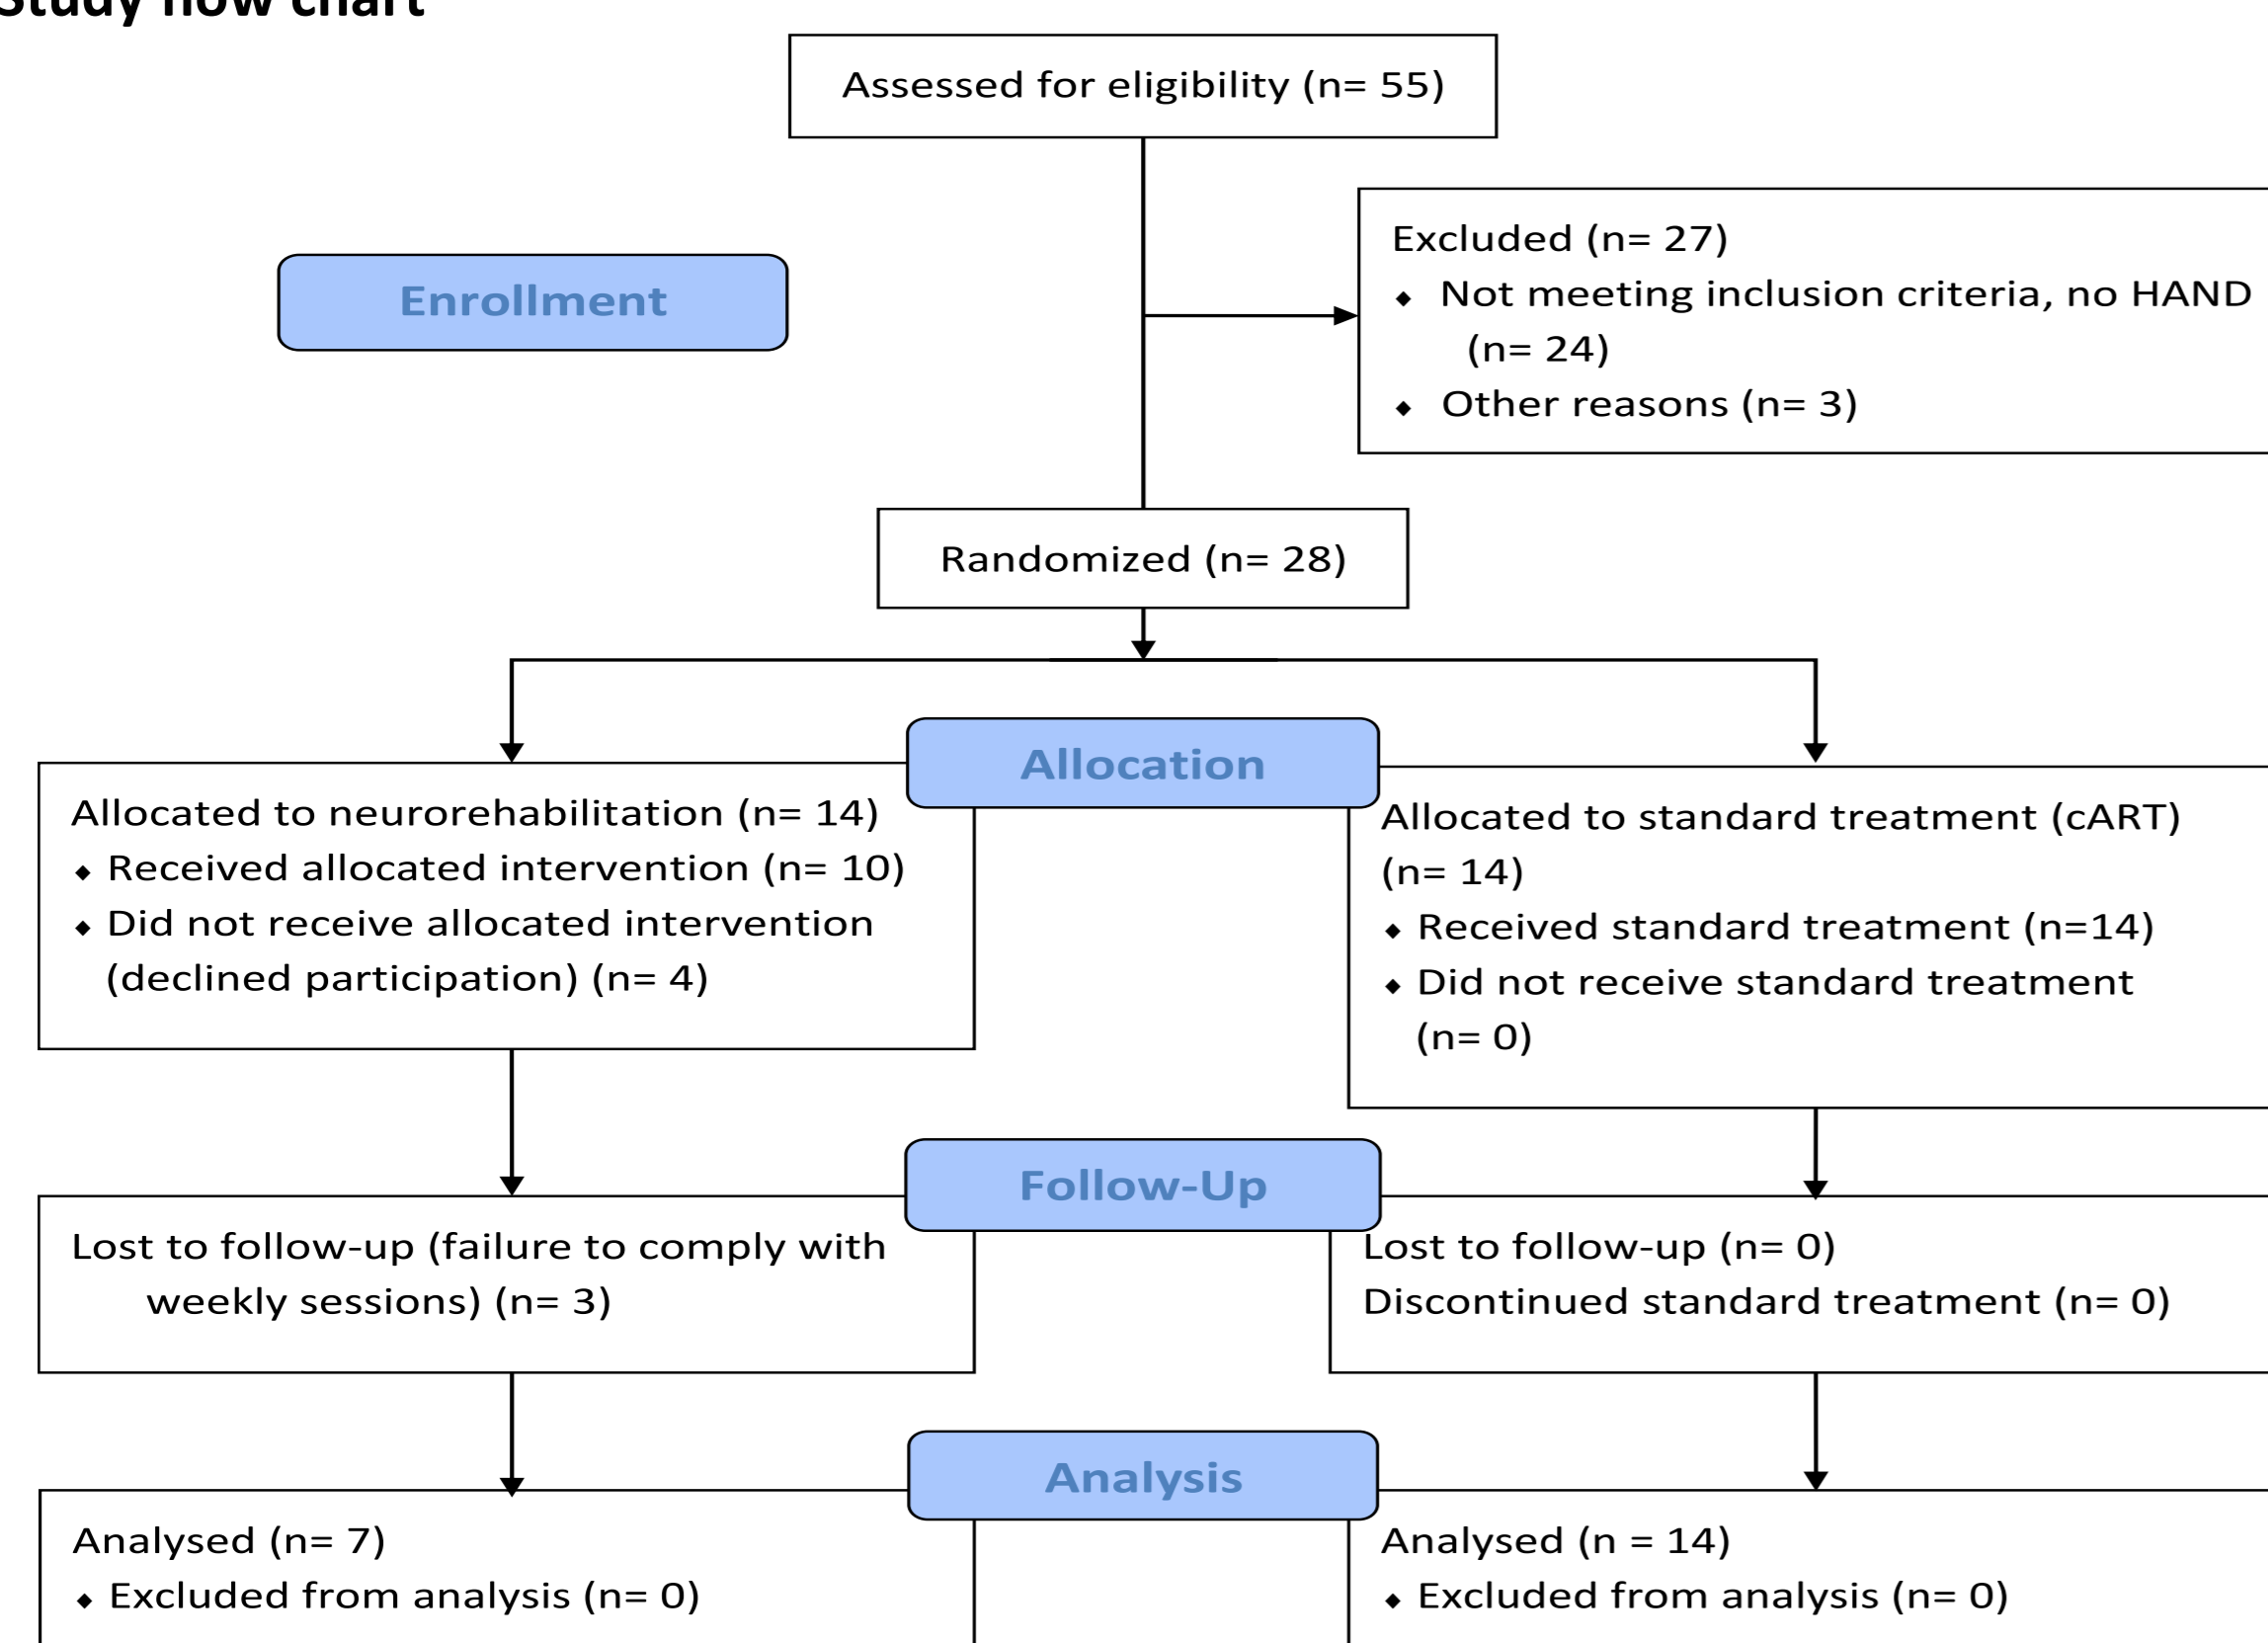 Study flow chart
Assessed for eligibility (n= 55)
Excluded (n= 27)
⬥ Not meeting inclusion criteria, no HAND
(n= 24)
⬥ Other reasons (n= 3)
Enrollment
Randomized (n= 28)
Allocation
Allocated to neurorehabilitation (n= 14)
⬥ Received allocated intervention (n= 10)
⬥ Did not receive allocated intervention
(declined participation) (n= 4)
Allocated to standard treatment (cART)
(n= 14)
⬥ Received standard treatment (n=14)
⬥ Did not receive standard treatment
(n= 0)
Follow-Up
Lost to follow-up (failure to comply with
weekly sessions) (n= 3)
Lost to follow-up (n= 0)
Discontinued standard treatment (n= 0)
Analysis
Analysed (n= 7)
⬥ Excluded from analysis (n= 0)
Analysed (n = 14)
⬥ Excluded from analysis (n= 0)